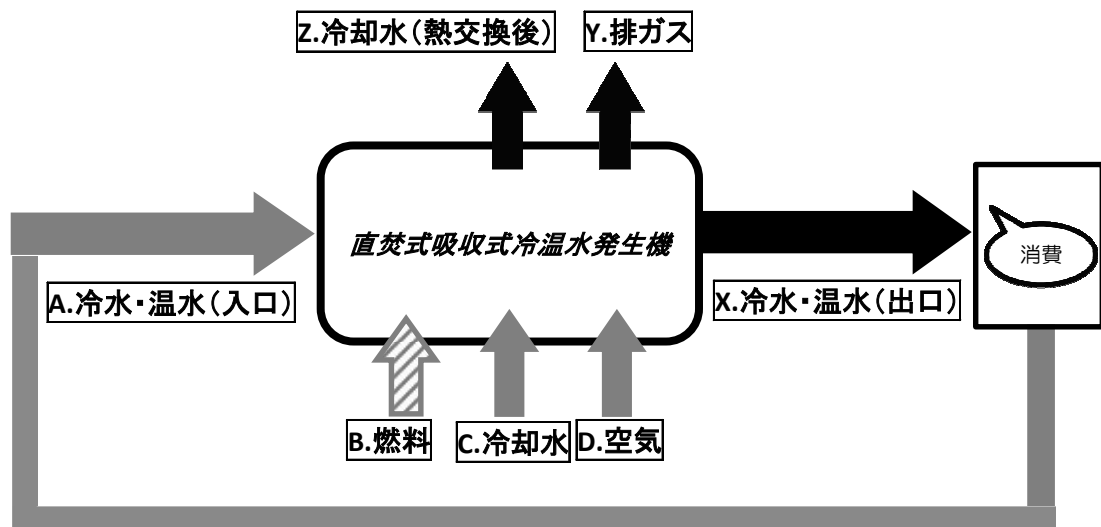 Z.冷却水(熱交換後)
Y.排ガス
直焚式吸収式冷温水発生機
消費
A.冷水・温水(入口)
X.冷水・温水(出口)
B.燃料
C.冷却水
D.空気